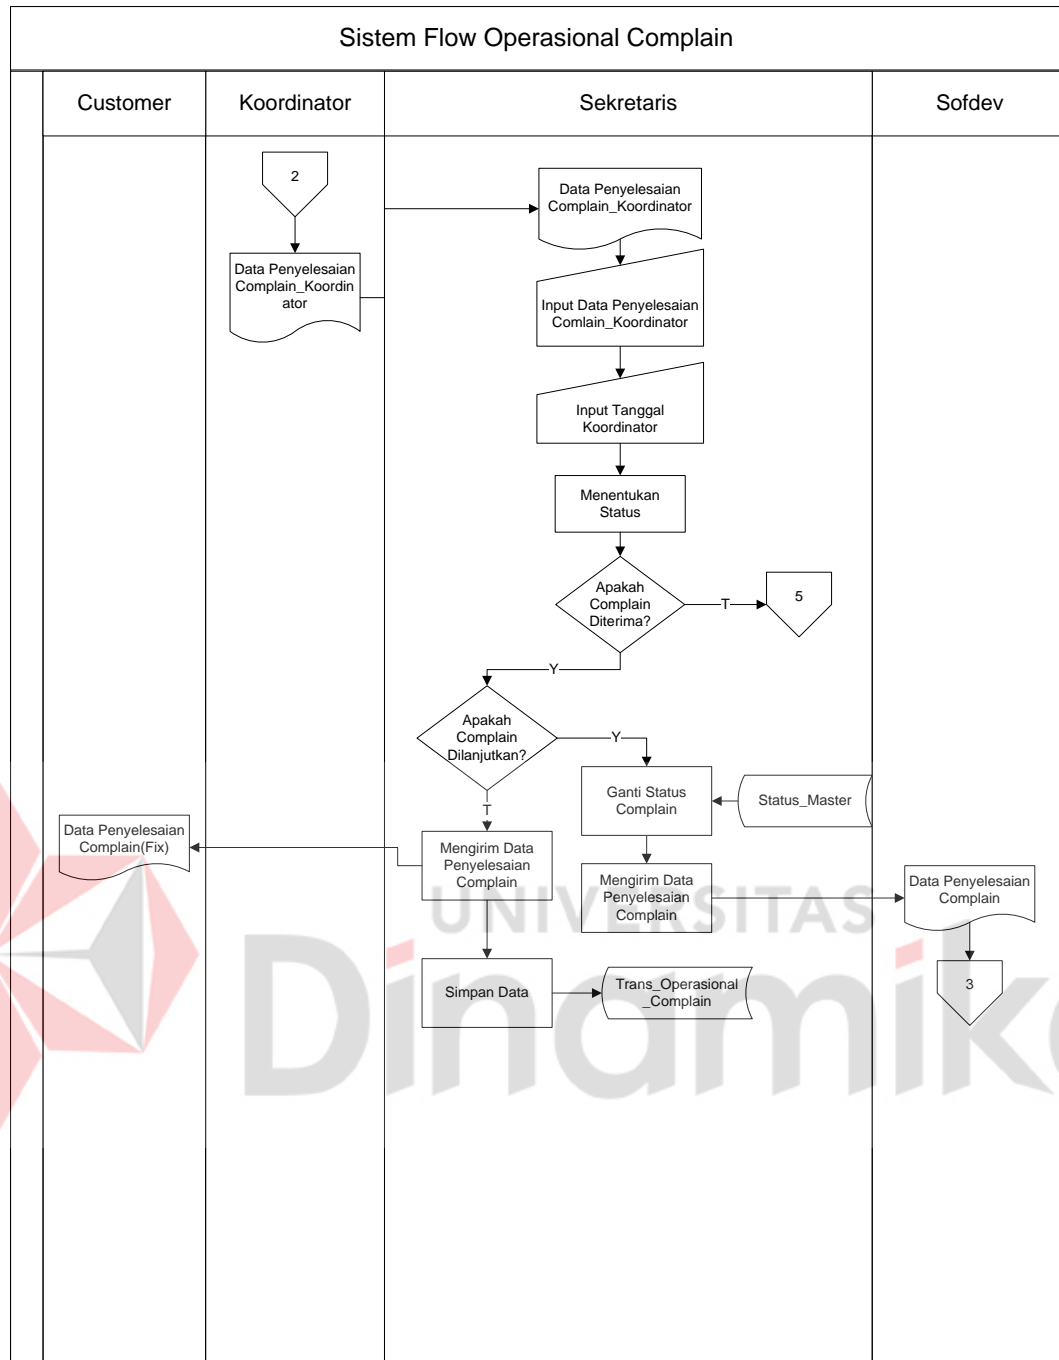 Sistem Flow Operasional Complain
Customer
Koordinator
Sekretaris
Sofdev
2
Data Penyelesaian
Complain_Koordin
ator
Data Penyelesaian
Complain_Koordinator
Input Data Penyelesaian
Comlain_Koordinator
Input Tanggal
Koordinator
Menentukan
Status
Apakah
Complain
Diterima?
T
5
Y
Apakah
Complain
Dilanjutkan?
Y
T
Ganti Status
Complain
Status_Master
Data Penyelesaian
Complain(Fix)
Mengirim Data
Penyelesaian
Complain
Mengirim Data
Penyelesaian
Complain
Data Penyelesaian
Complain
Simpan Data
Trans_Operasional
_Complain
3
UNIVERSITAS
Dinamika